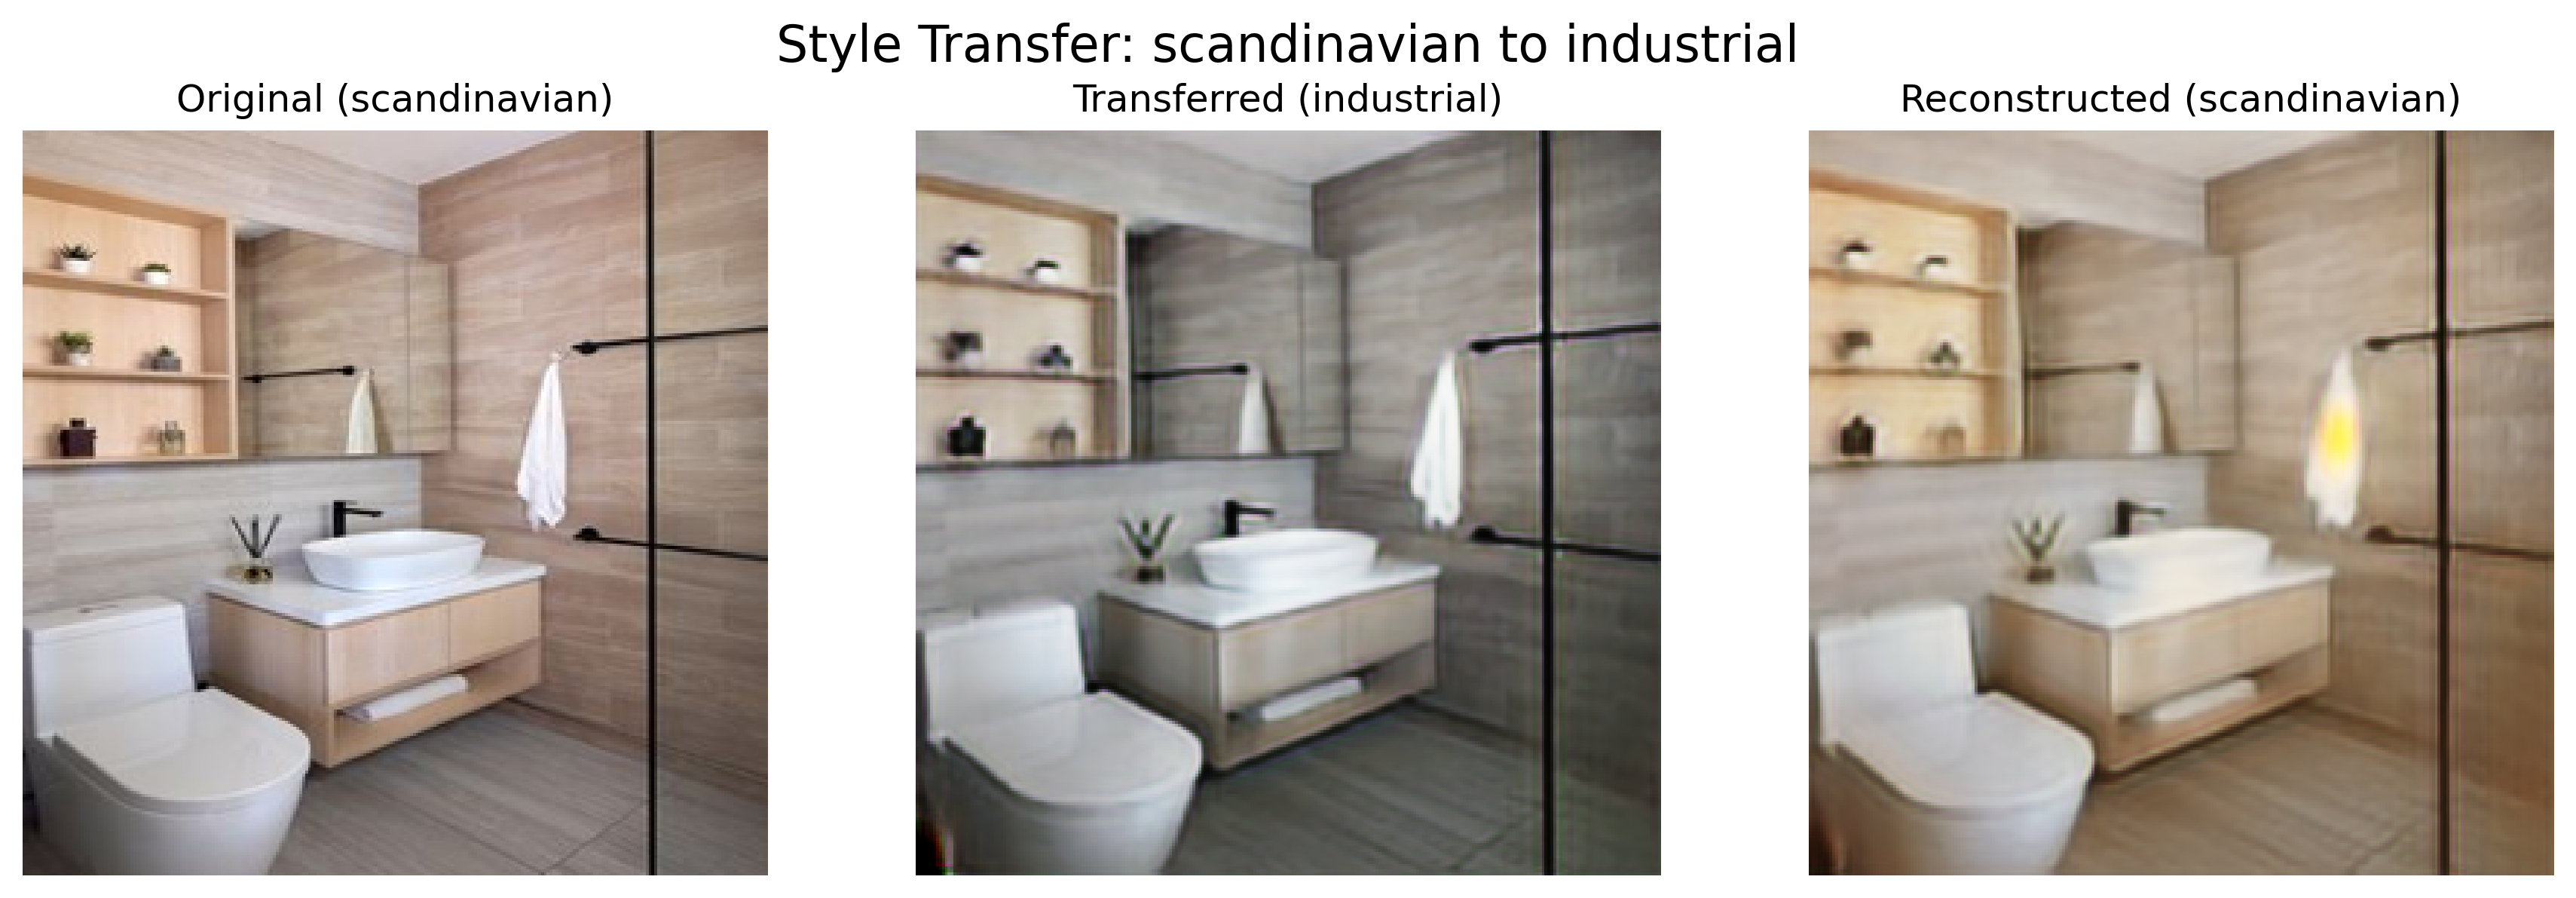 Style Transfer: scandinavian to industrial
Original (scandinavian)
Transferred (industrial)
Reconstructed (scandinavian)